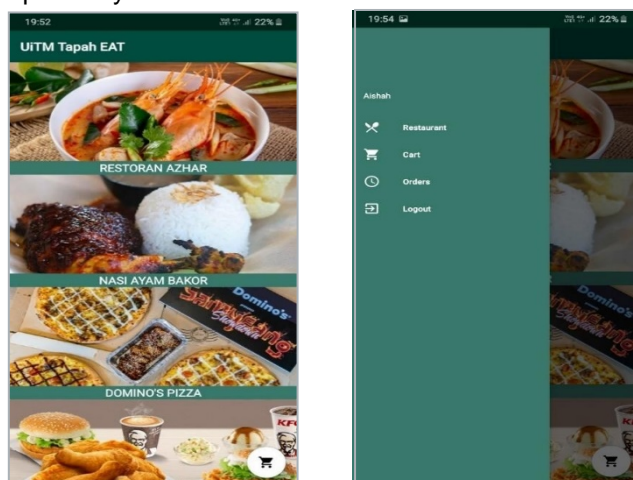 19:52
22%
UiTM Tapah EAT
RESTORAN AZHAR
NASI AYAM BAKOR
Domino's
DOMINO'S PIZZA
KFC
19:54
22%
Aishah
Restaurant
Cart
Orders
Logout
Domino's